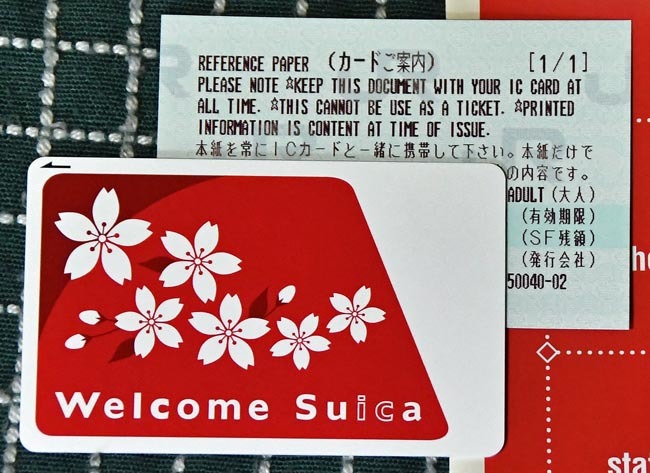 REFERENCE PAPER (カードご案内) [1/1]
PLEASE NOTE ☆KEEP THIS DOCUMENT WITH YOUR IC CARD AT
ALL TIME. ☆THIS CANNOT BE USE AS A TICKET. ☆PRINTED
INFORMATION IS CONTENT AT TIME OF ISSUE.
本紙を常にICカードと一緒に携帯して下さい。本紙だけで
の内容です。
ADULT (大人)
(有効期限)
(SF残額)
(発行会社)
50040-02
Welcome Suica